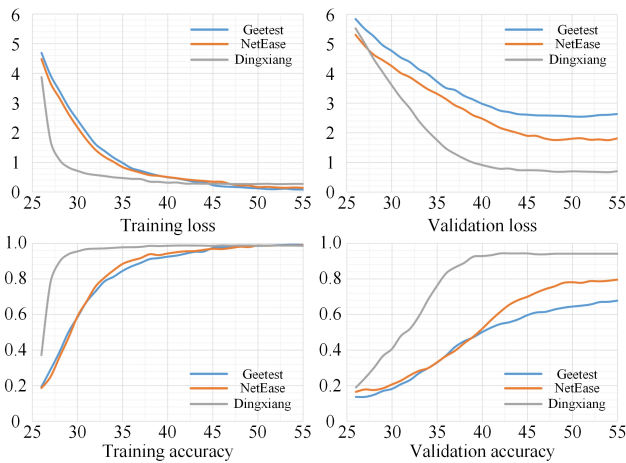 6
5
4
3
2
1
0
Geetest
NetEase
Dingxiang
25 30 35 40 45 50 55
Training loss
6
5
4
3
2
1
0
Geetest
NetEase
Dingxiang
25 30 35 40 45 50 55
Validation loss
1.0
0.8
0.6
0.4
0.2
0
Geetest
NetEase
Dingxiang
25 30 35 40 45 50 55
Training accuracy
1.0
0.8
0.6
0.4
0.2
0
Geetest
NetEase
Dingxiang
25 30 35 40 45 50 55
Validation accuracy